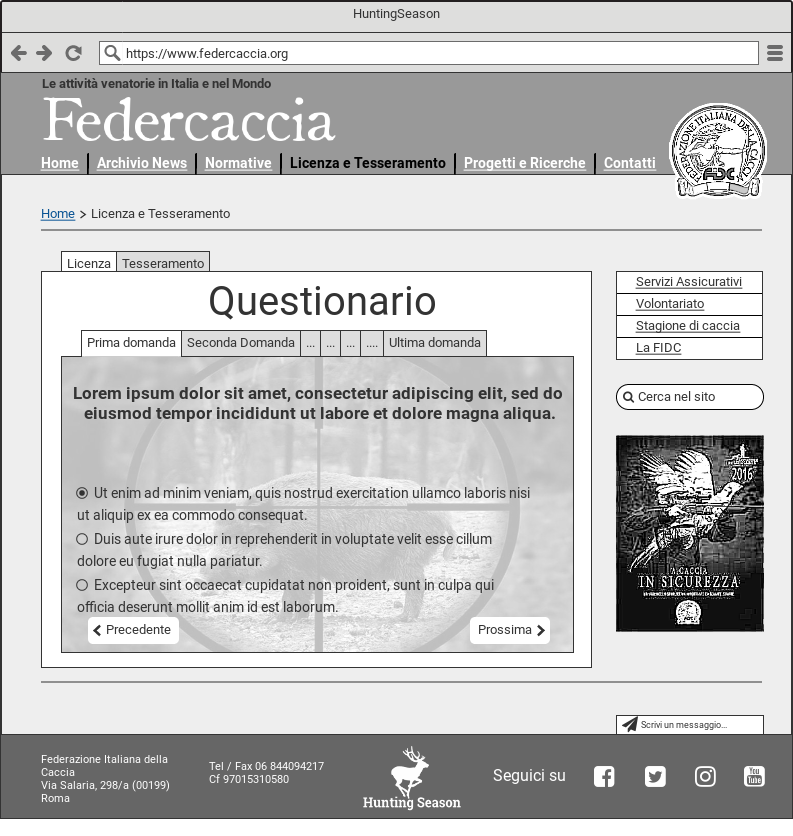 HuntingSeason
https://www.federcaccia.org
Le attività venatorie in Italia e nel Mondo
Federcaccia
Home Archivio News Normative Licenza e Tesseramento Progetti e Ricerche Contatti
FEDERAZIONE ITALIANA DELLA CACCIA
FIDC
Home > Licenza e Tesseramento
Licenza Tesseramento
Questionario
Prima domanda Seconda Domanda ... ... ... .... Ultima domanda
Lorem ipsum dolor sit amet, consectetur adipiscing elit, sed do
eiusmod tempor incididunt ut labore et dolore magna aliqua.
Ut enim ad minim veniam, quis nostrud exercitation ullamco laboris nisi
ut aliquip ex ea commodo consequat.
Duis aute irure dolor in reprehenderit in voluptate velit esse cillum
dolore eu fugiat nulla pariatur.
Excepteur sint occaecat cupidatat non proident, sunt in culpa qui
officia deserunt mollit anim id est laborum.
Precedente Prossima
Servizi Assicurativi
Volontariato
Stagione di caccia
La FIDC
Cerca nel sito
2016
A CACCIA
IN SICUREZZA
Scrivi un messaggio...
Federazione Italiana della
Caccia
Via Salaria, 298/a (00199)
Roma
Tel / Fax 06 844094217
Cf 97015310580
Hunting Season
Seguici su
You
Tube